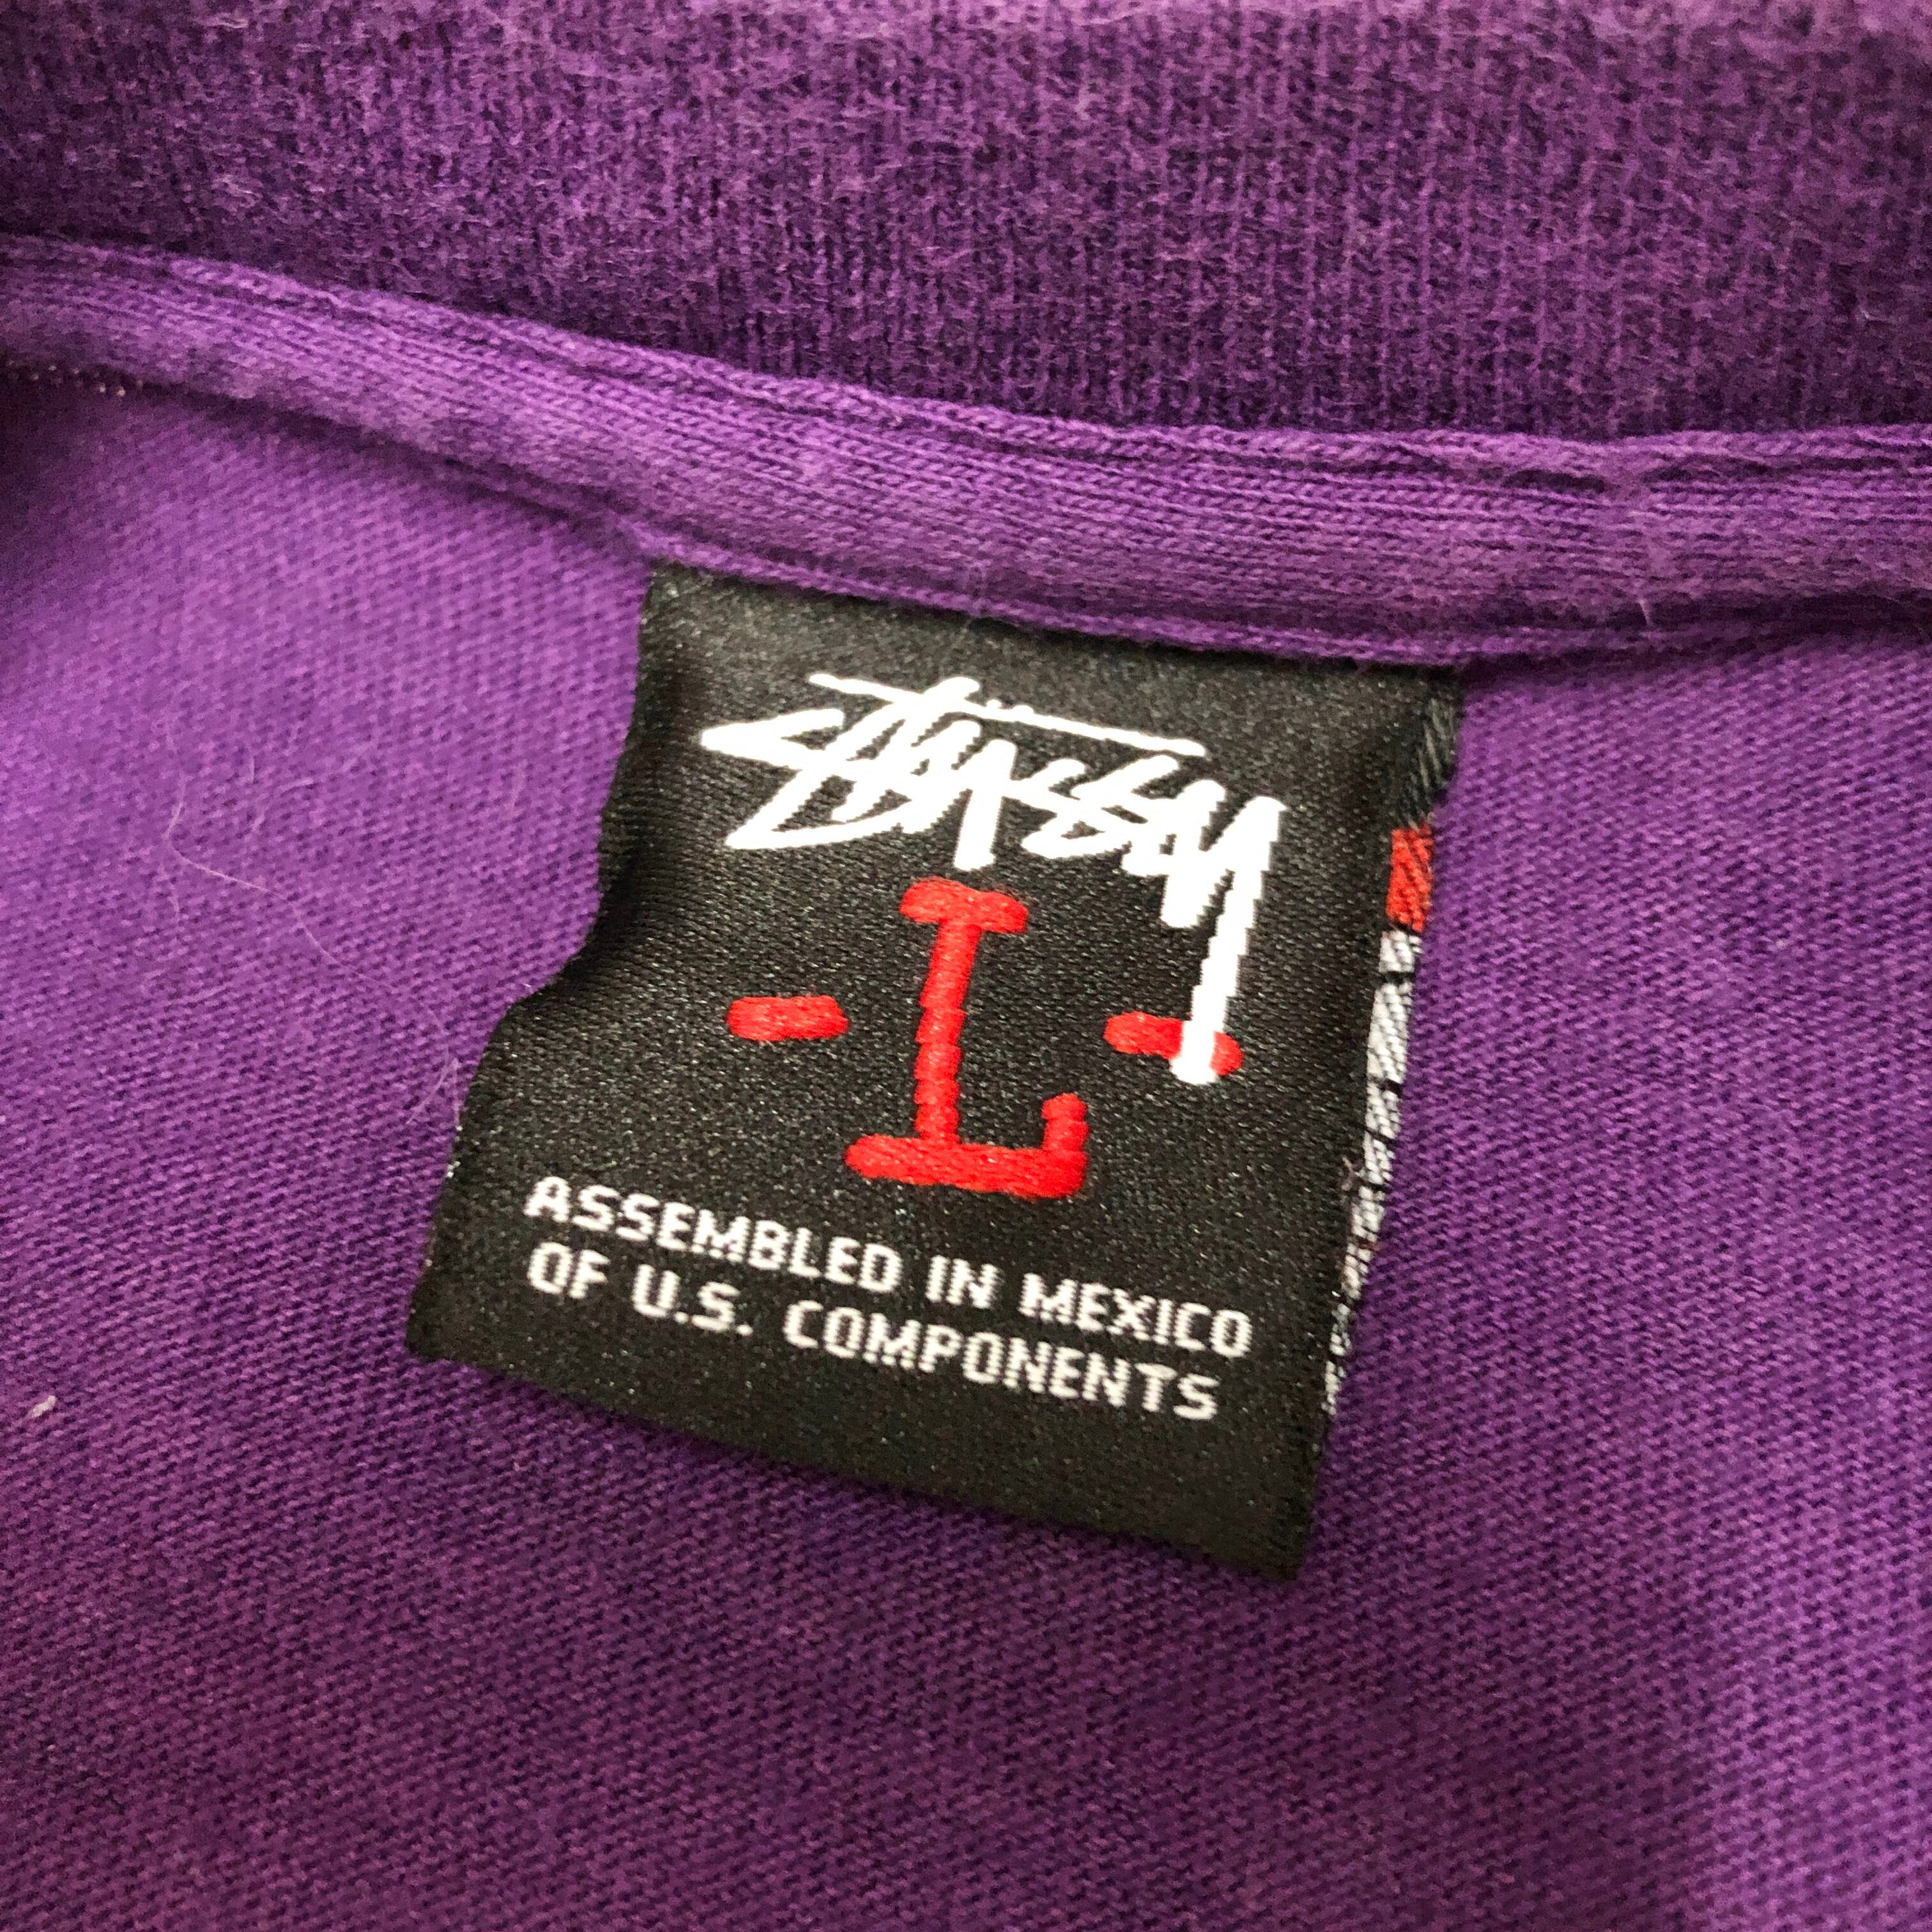 Stüssy
-L-
ASSEMBLED IN MEXICO
OF U.S. COMPONENTS